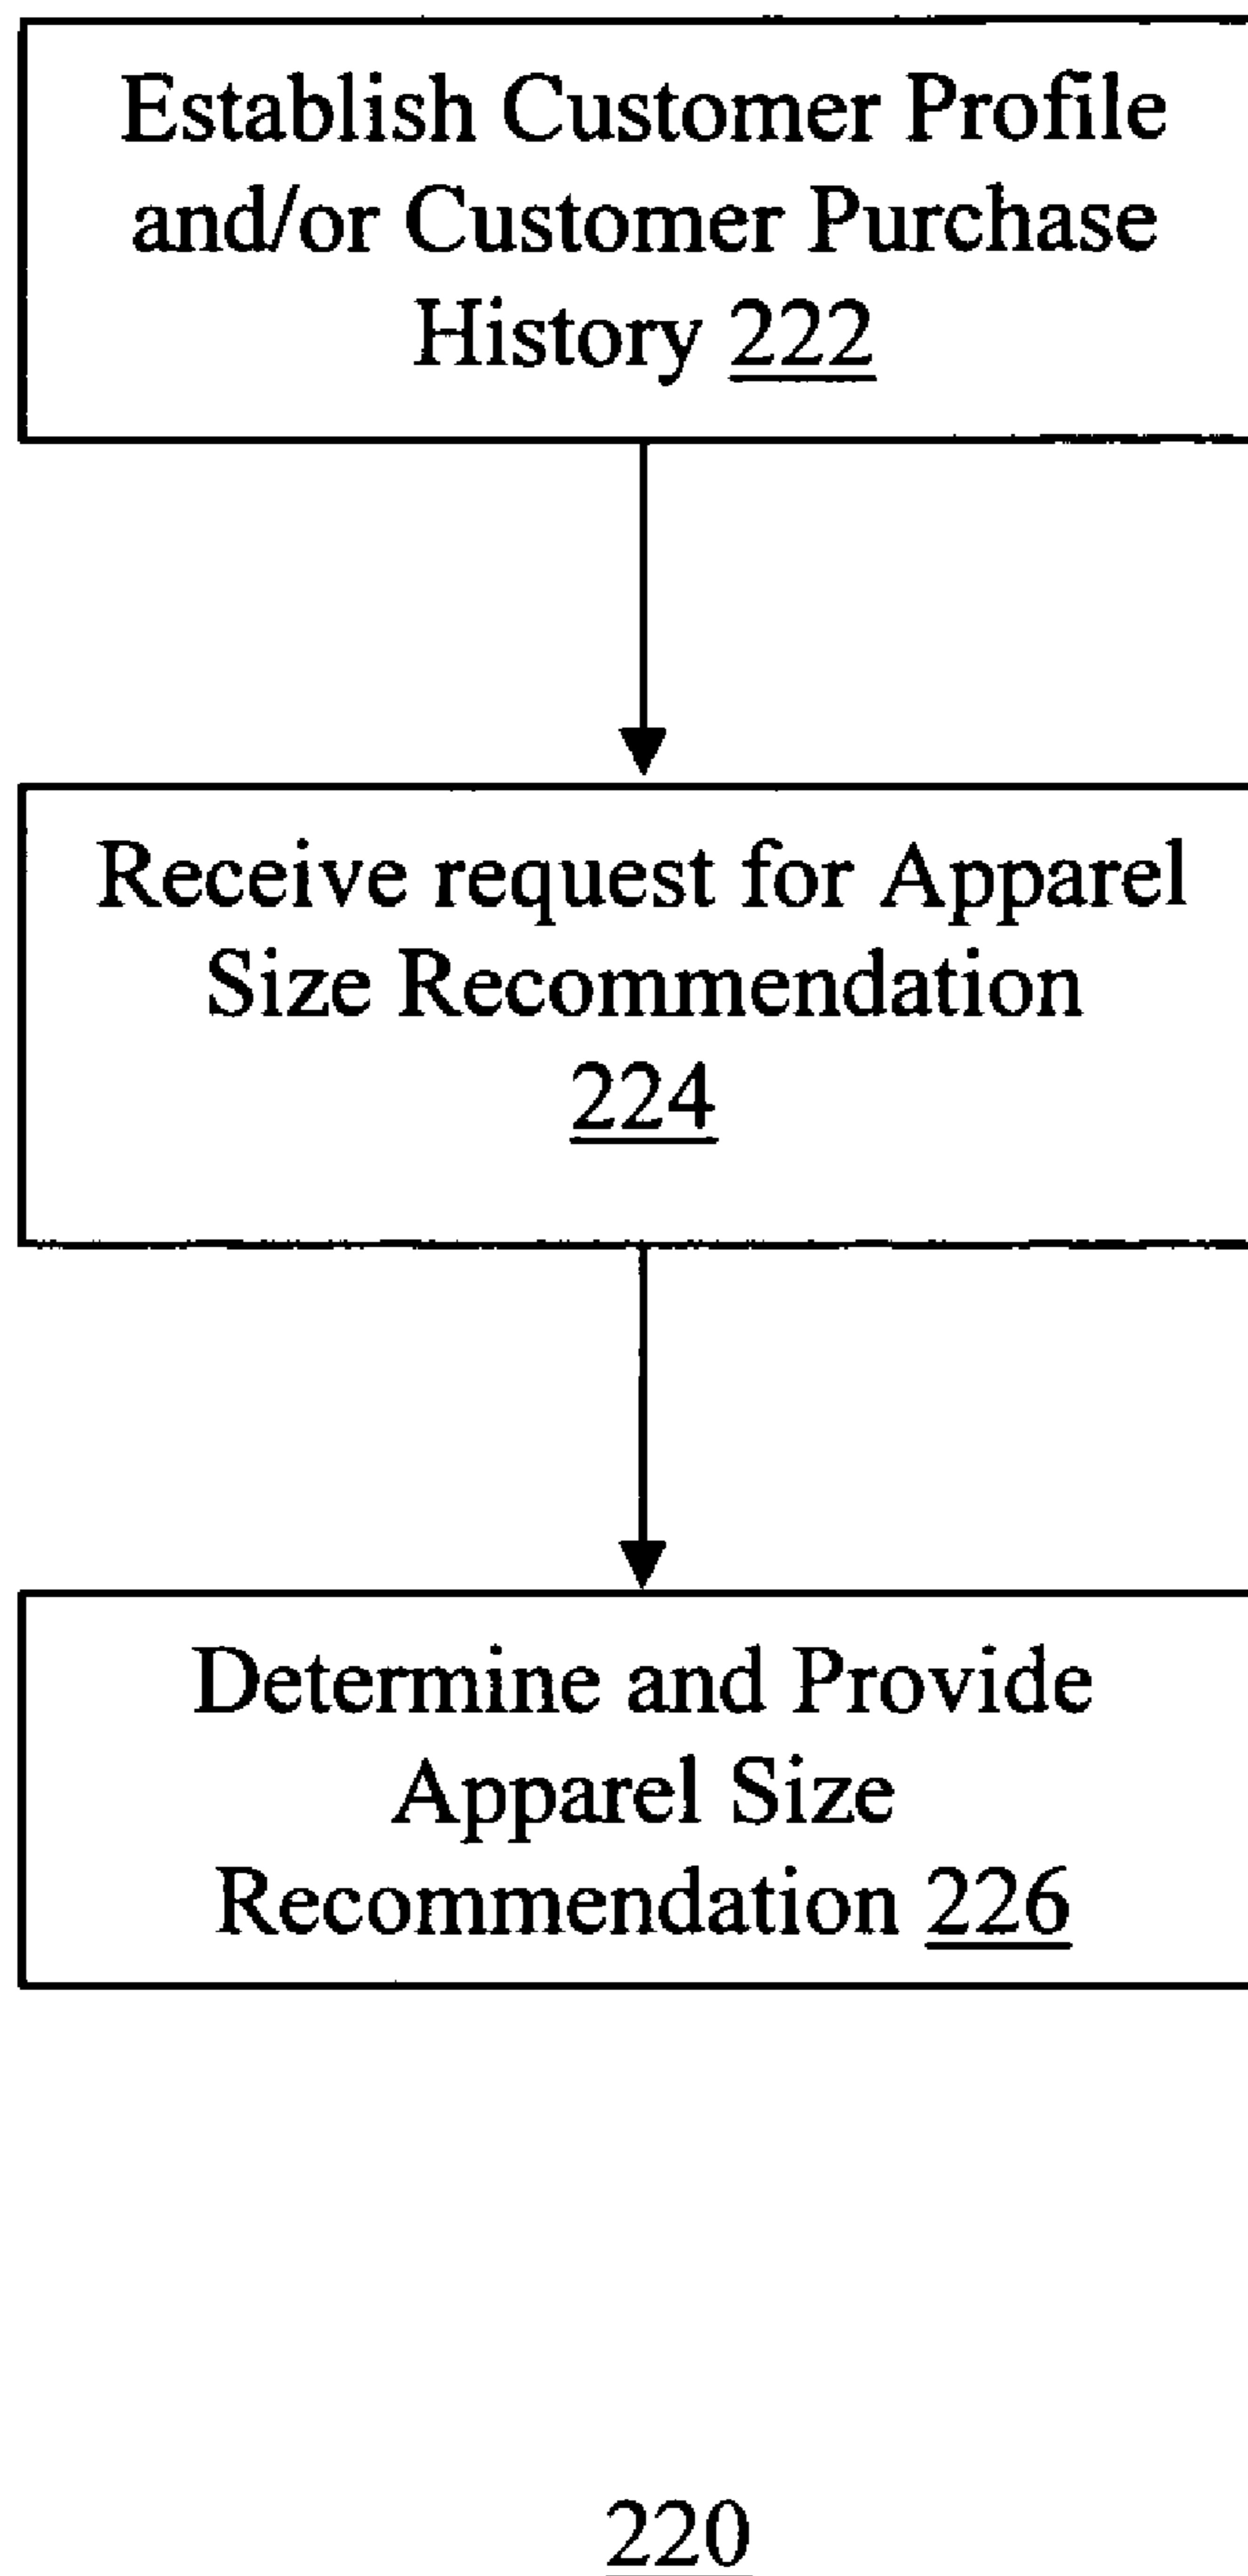 Establish Customer Profile
and/or Customer Purchase
History 222
Receive request for Apparel
Size Recommendation
224
Determine and Provide
Apparel Size
Recommendation 226
220